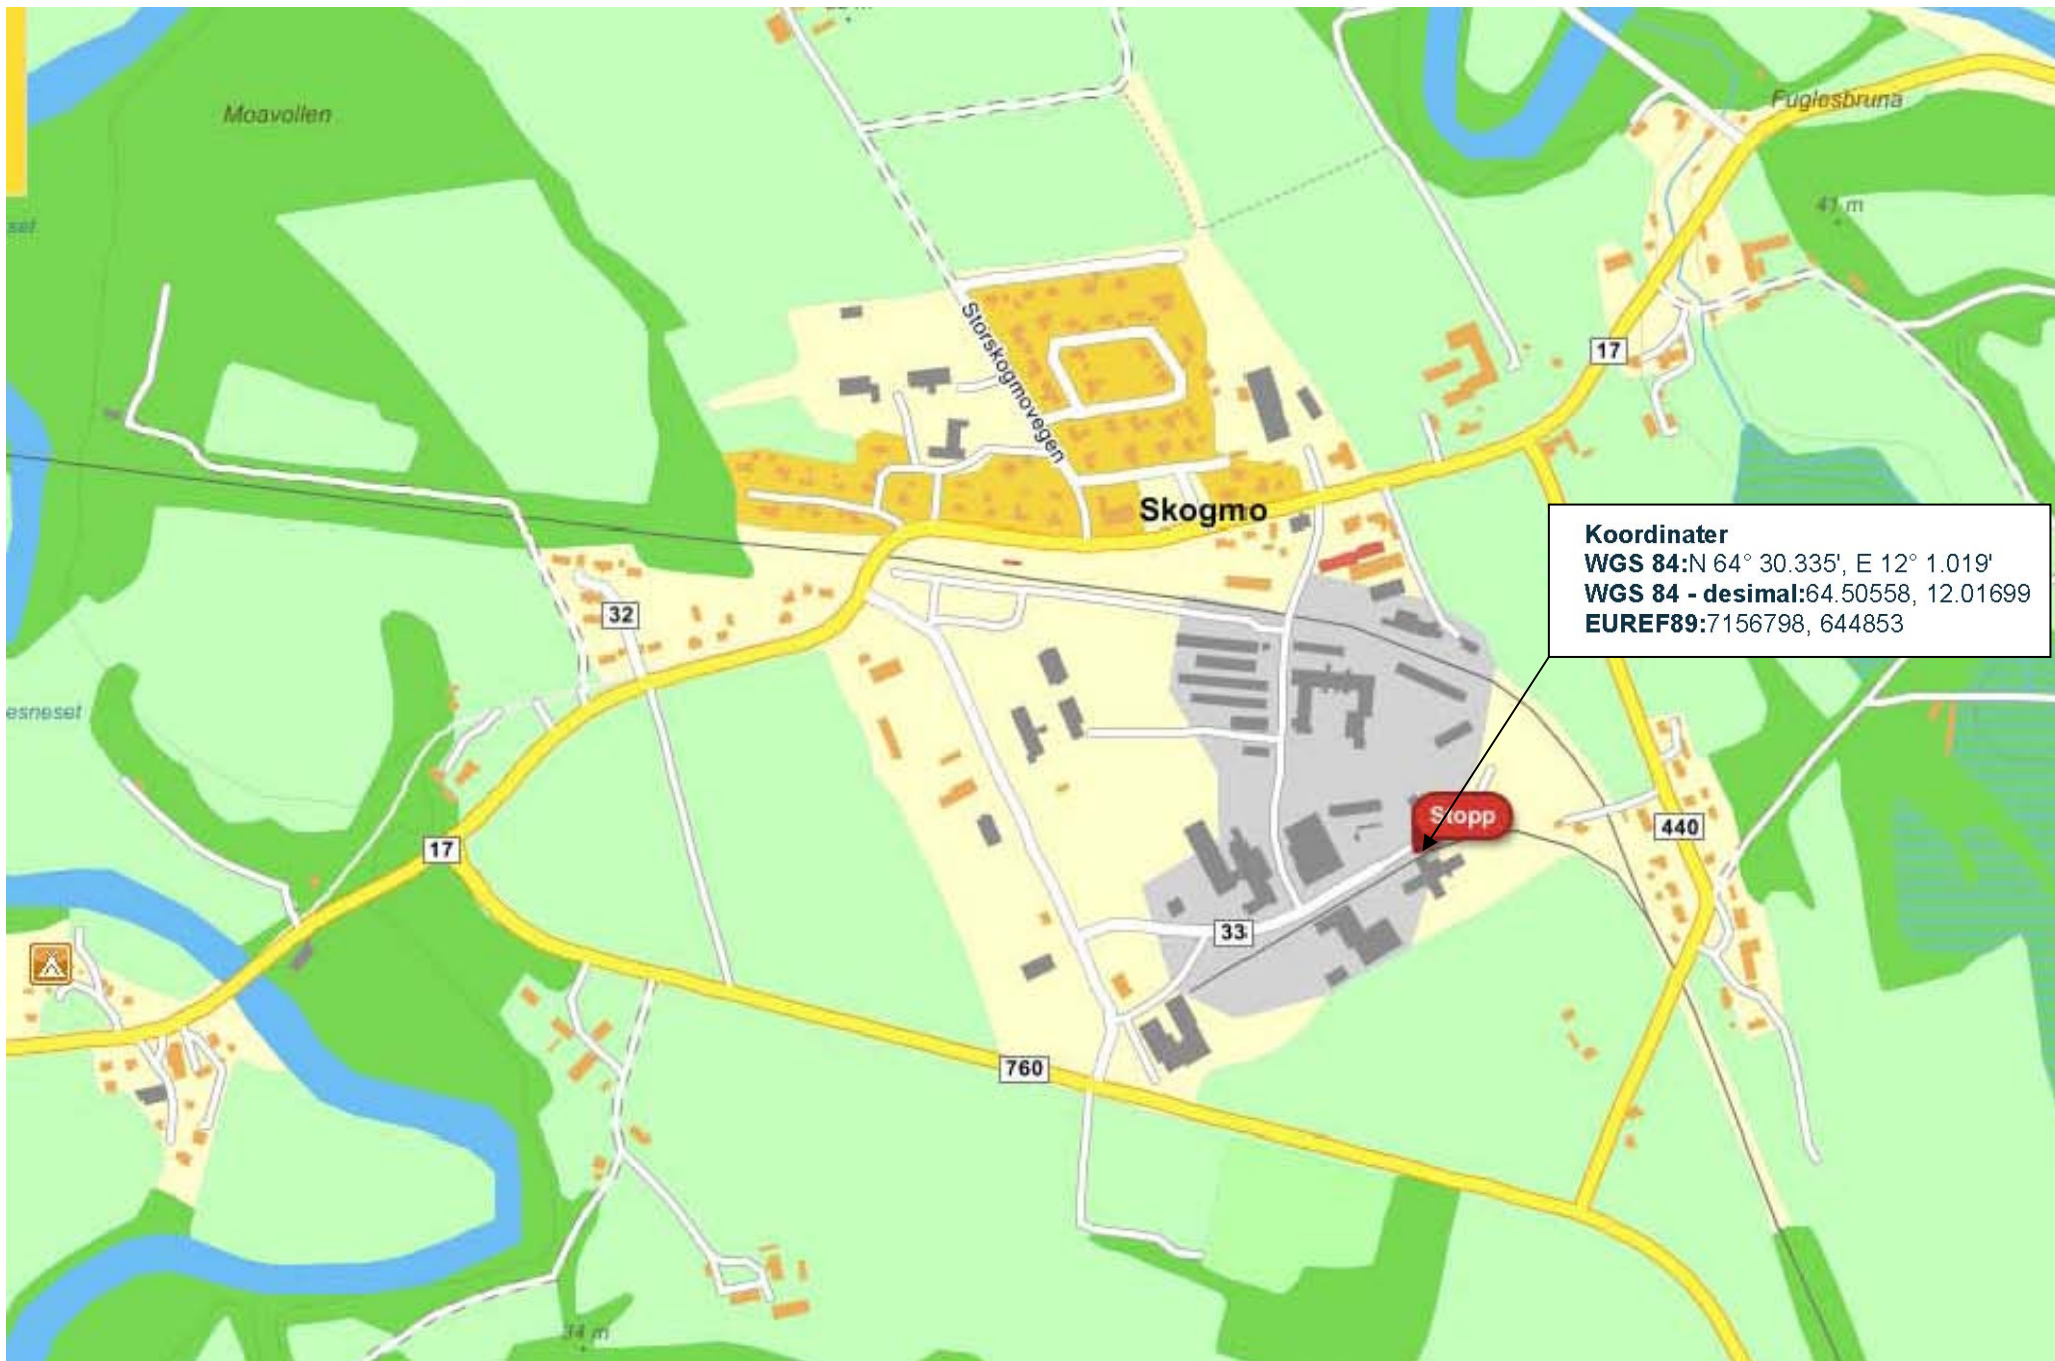 Moavollen
Fuglesbruna
41 m
set
Storskogmovegen
17
Skogmo
Koordinater
WGS 84:N 64° 30.335', E 12° 1.019'
WGS 84 - desimal:64.50558, 12.01699
EUREF89:7156798, 644853
32
esneset
Stopp
440
17
33
760
34 m